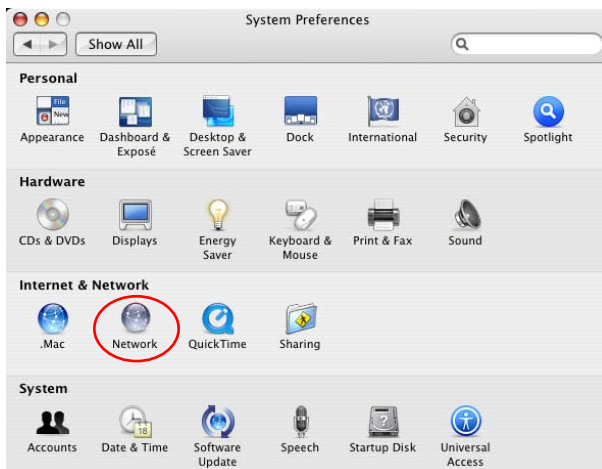 System Preferences
Show All
Personal
File
New
Appearance
Dashboard &
Exposé
Desktop &
Screen Saver
Dock
International
Security
Spotlight
Hardware
CDs & DVDs
Displays
Energy
Saver
Keyboard &
Mouse
Print & Fax
Sound
Internet & Network
.Mac
Network
QuickTime
Sharing
System
18
Accounts
Date & Time
Software
Update
Speech
Startup Disk
Universal
Access